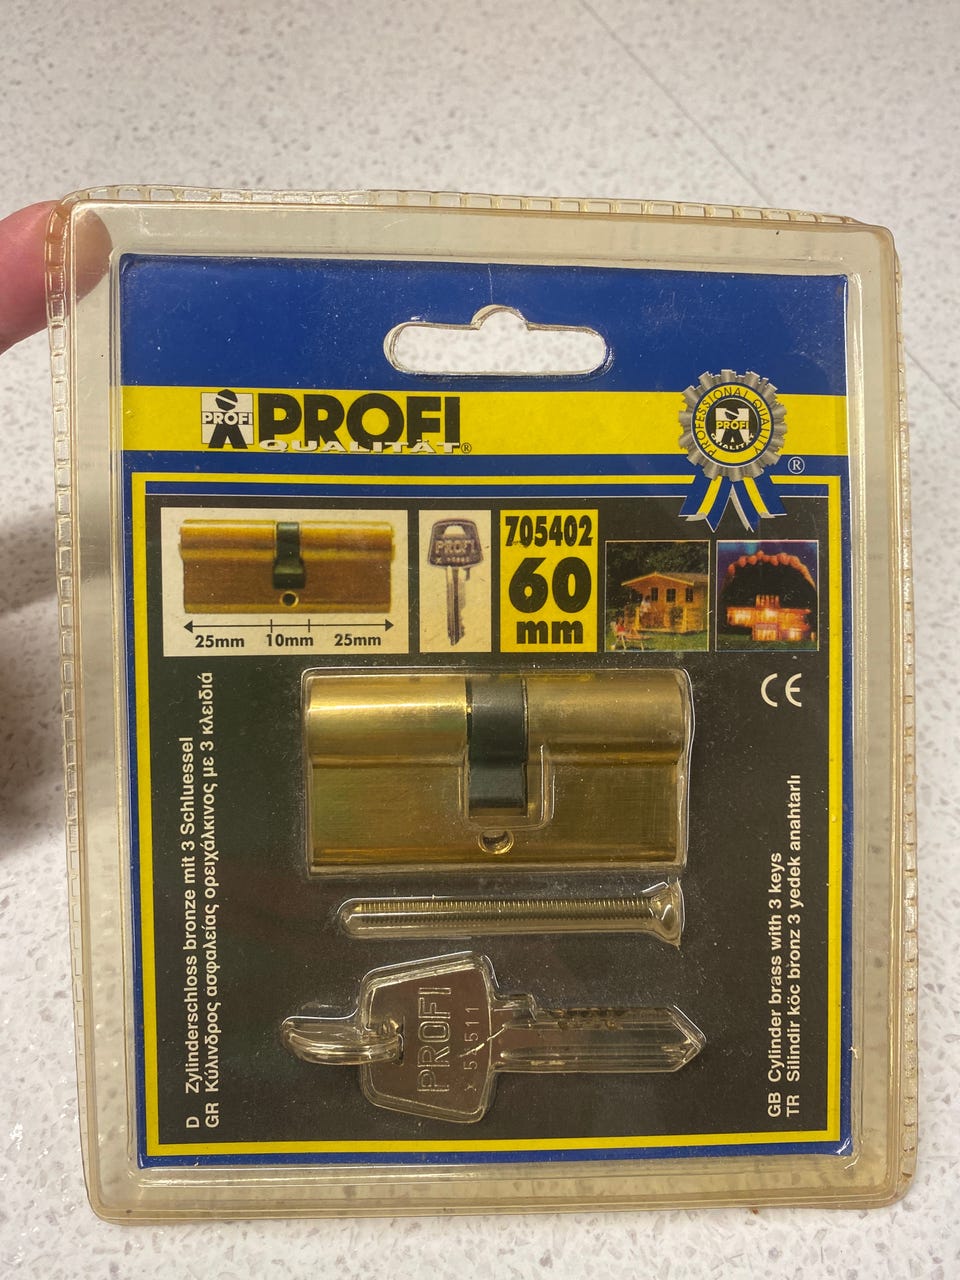 PROFI
PROFI
QUALITÄT®
PROFESSIONAL QUALITY
PROFI
QUALITÄT
®
PROFI
25mm 10mm 25mm
705402
60
mm
CE
D Zylinderschloss bronze mit 3 Schluessel
GR Κύλινδρος ασφαλείας ορειχάλκινος με 3 κλειδιά
GB Cylinder brass with 3 keys
TR Silindir köc bronz 3 yedek anahtarlı
PROFI